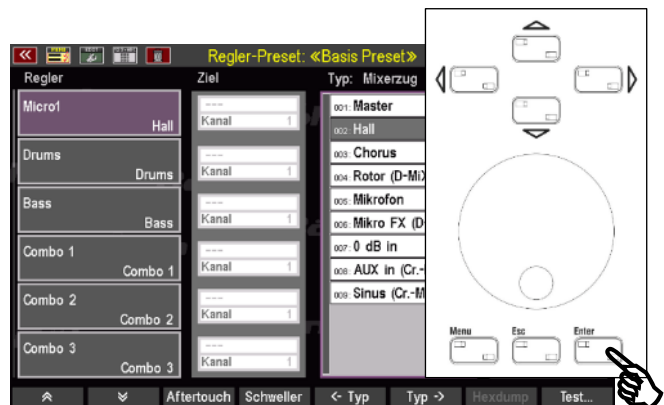 Regler-Preset: «Basis Preset»
Regler Ziel Typ: Mixerzug
Micro1
Hall
---
Kanal 1
Drums
Drums
---
Kanal 1
Bass
Bass
---
Kanal 1
Combo 1
Combo 1
---
Kanal 1
Combo 2
Combo 2
---
Kanal 1
Combo 3
Combo 3
---
Kanal 1
001: Master
002: Hall
003: Chorus
004: Rotor (D-Mi
005: Mikrofon
006: Mikro FX (D
007: 0 dB in
008: AUX in (Cr.-
009: Sinus (Cr.-M
Menu Esc Enter
Aftertouch Schweller <- Typ Typ -> Hexdump Test...